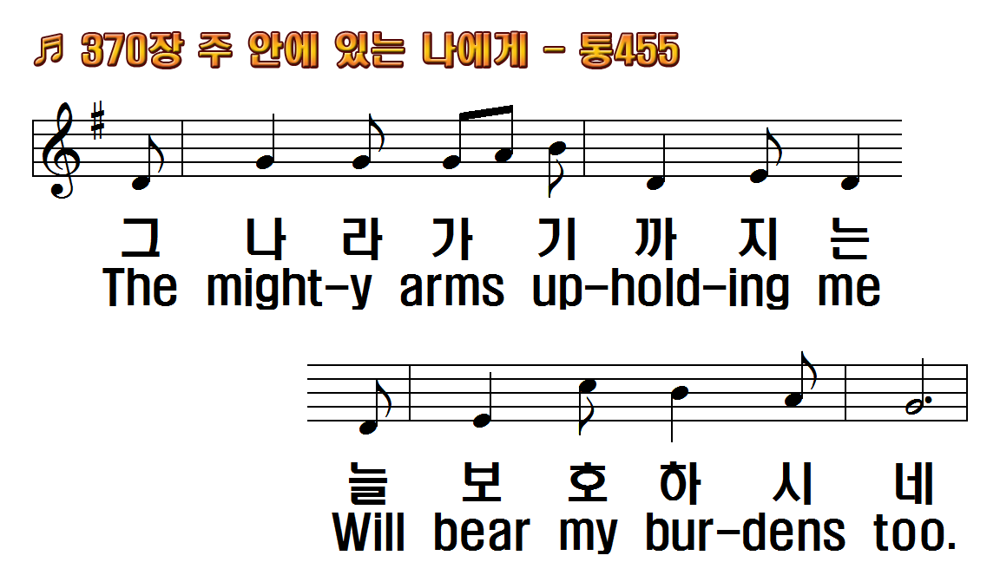 ♬ 370장 주 안에 있는 나에게 - 통455
그 나 라 가 기 까 지 는
The might-y arms up-hold-ing me
늘 보 호 하 시 네
Will bear my bur-dens too.